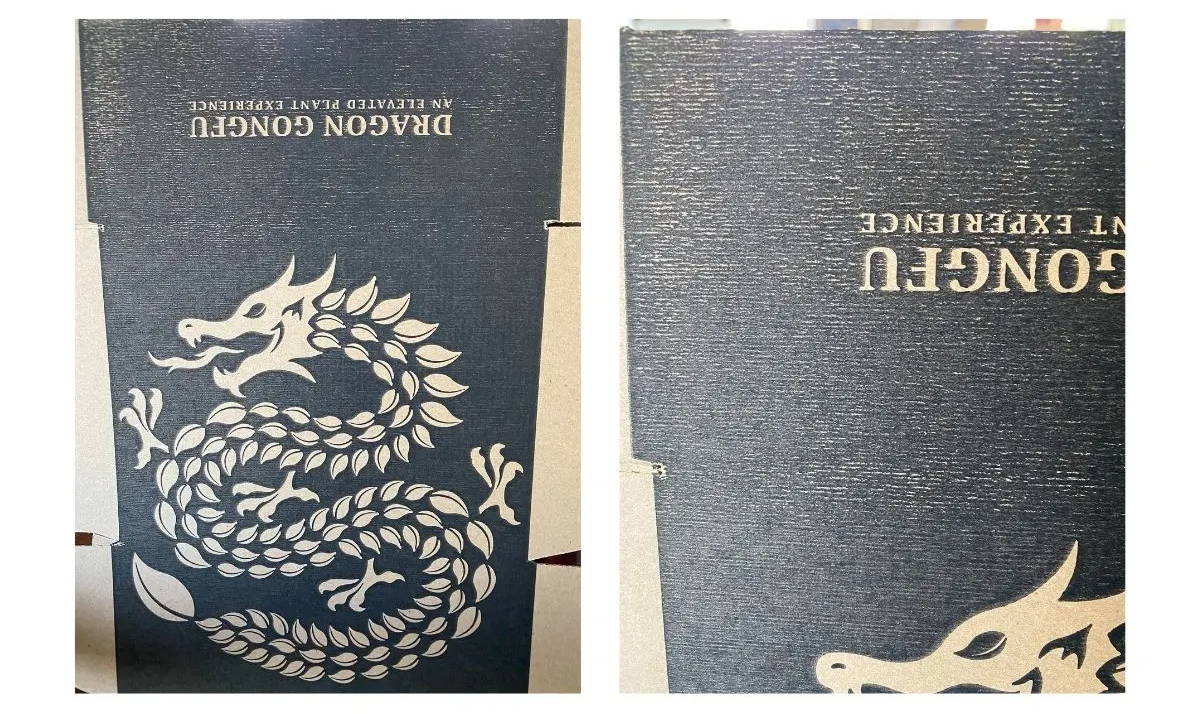 DRAGON GONGFU
AN ELEVATED PLANT EXPERIENCE
GONGFU
NT EXPERIENCE